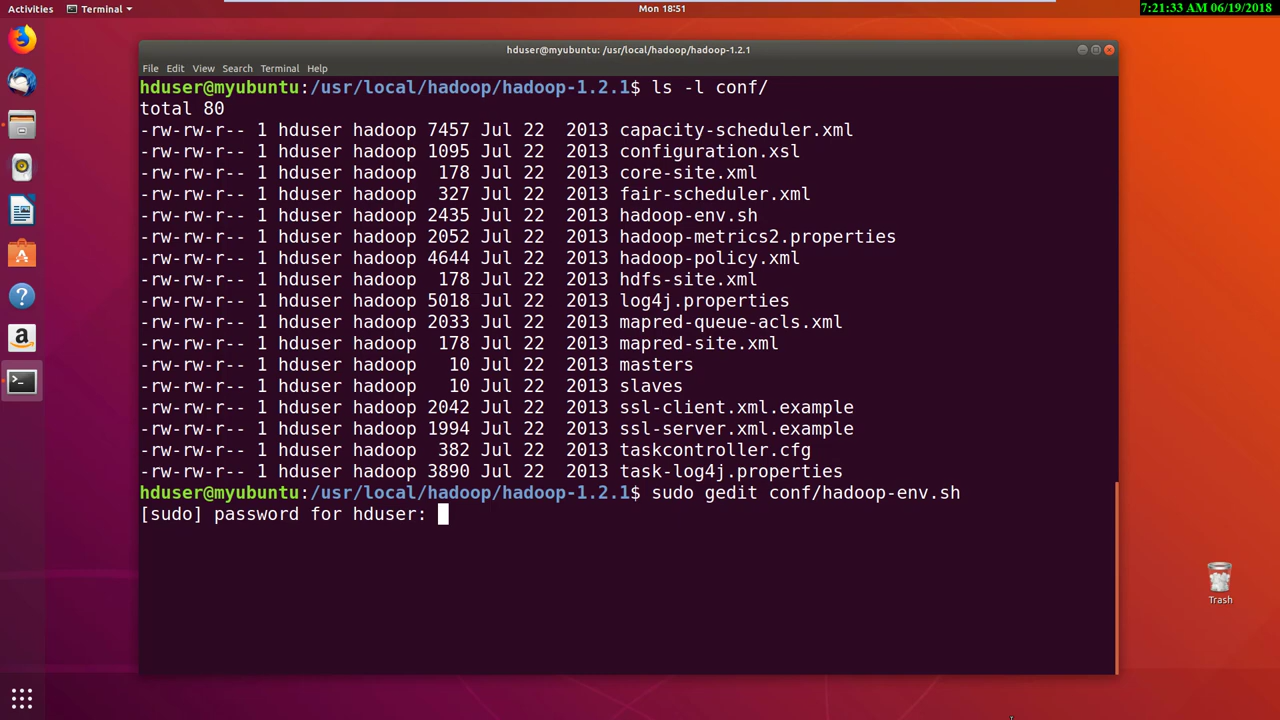 Activities Terminal Mon 18:51 7:21:33 AM 06/19/2018
hduser@myubuntu: /usr/local/hadoop/hadoop-1.2.1
File Edit View Search Terminal Help
hduser@myubuntu:/usr/local/hadoop/hadoop-1.2.1$ ls -l conf/
total 80
-rw-rw-r-- 1 hduser hadoop 7457 Jul 22  2013 capacity-scheduler.xml
-rw-rw-r-- 1 hduser hadoop 1095 Jul 22  2013 configuration.xsl
-rw-rw-r-- 1 hduser hadoop  178 Jul 22  2013 core-site.xml
-rw-rw-r-- 1 hduser hadoop  327 Jul 22  2013 fair-scheduler.xml
-rw-rw-r-- 1 hduser hadoop 2435 Jul 22  2013 hadoop-env.sh
-rw-rw-r-- 1 hduser hadoop 2052 Jul 22  2013 hadoop-metrics2.properties
-rw-rw-r-- 1 hduser hadoop 4644 Jul 22  2013 hadoop-policy.xml
-rw-rw-r-- 1 hduser hadoop  178 Jul 22  2013 hdfs-site.xml
-rw-rw-r-- 1 hduser hadoop 5018 Jul 22  2013 log4j.properties
-rw-rw-r-- 1 hduser hadoop 2033 Jul 22  2013 mapred-queue-acls.xml
-rw-rw-r-- 1 hduser hadoop  178 Jul 22  2013 mapred-site.xml
-rw-rw-r-- 1 hduser hadoop   10 Jul 22  2013 masters
-rw-rw-r-- 1 hduser hadoop   10 Jul 22  2013 slaves
-rw-rw-r-- 1 hduser hadoop 2042 Jul 22  2013 ssl-client.xml.example
-rw-rw-r-- 1 hduser hadoop 1994 Jul 22  2013 ssl-server.xml.example
-rw-rw-r-- 1 hduser hadoop  382 Jul 22  2013 taskcontroller.cfg
-rw-rw-r-- 1 hduser hadoop 3890 Jul 22  2013 task-log4j.properties
hduser@myubuntu:/usr/local/hadoop/hadoop-1.2.1$ sudo gedit conf/hadoop-env.sh
[sudo] password for hduser:
Trash